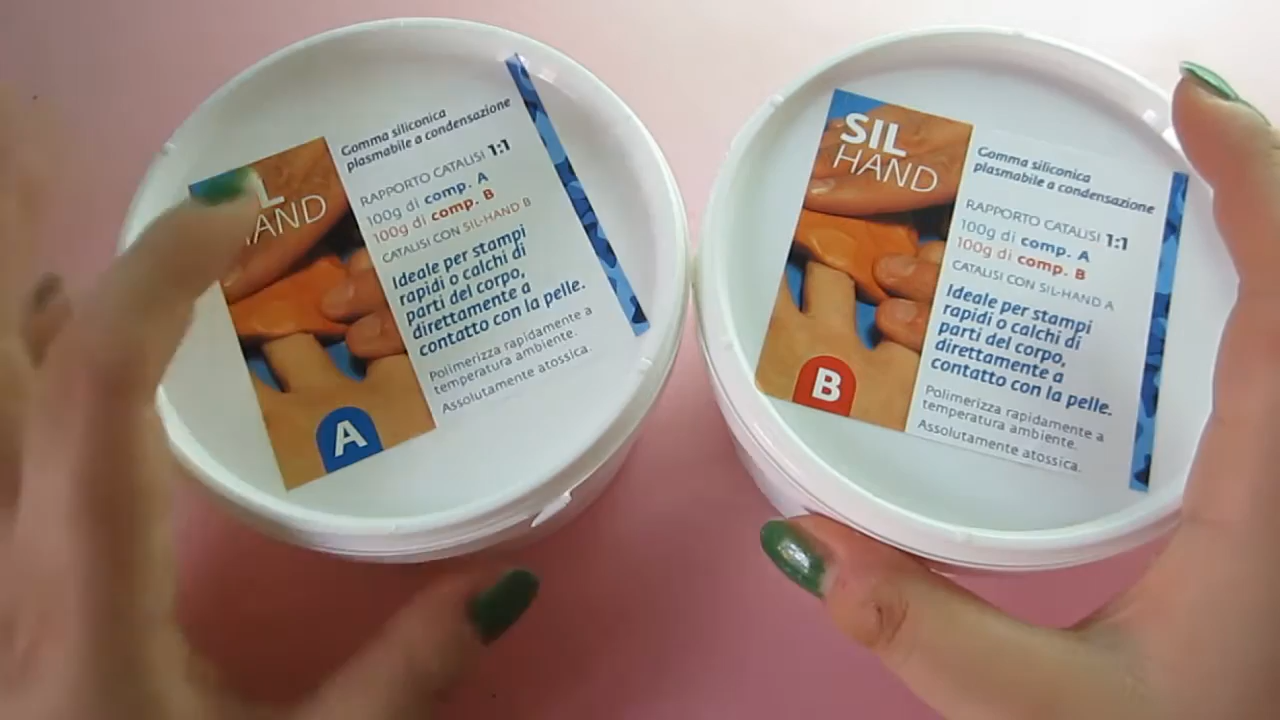 L
HAND
Gomma siliconica
plasmabile a condensazione
RAPPORTO CATALISI 1:1
100g di comp. A
100g di comp. B
CATALISI CON SIL-HAND B
Ideale per stampi
rapidi o calchi di
parti del corpo,
direttamente a
contatto con la pelle.
Polimerizza rapidamente a
temperatura ambiente.
Assolutamente atossica.
A
SIL
HAND
Gomma siliconica
plasmabile a condensazione
RAPPORTO CATALISI 1:1
100g di comp. A
100g di comp. B
CATALISI CON SIL-HAND A
Ideale per stampi
rapidi o calchi di
parti del corpo,
direttamente a
contatto con la pelle.
Polimerizza rapidamente a
temperatura ambiente.
Assolutamente atossica.
B